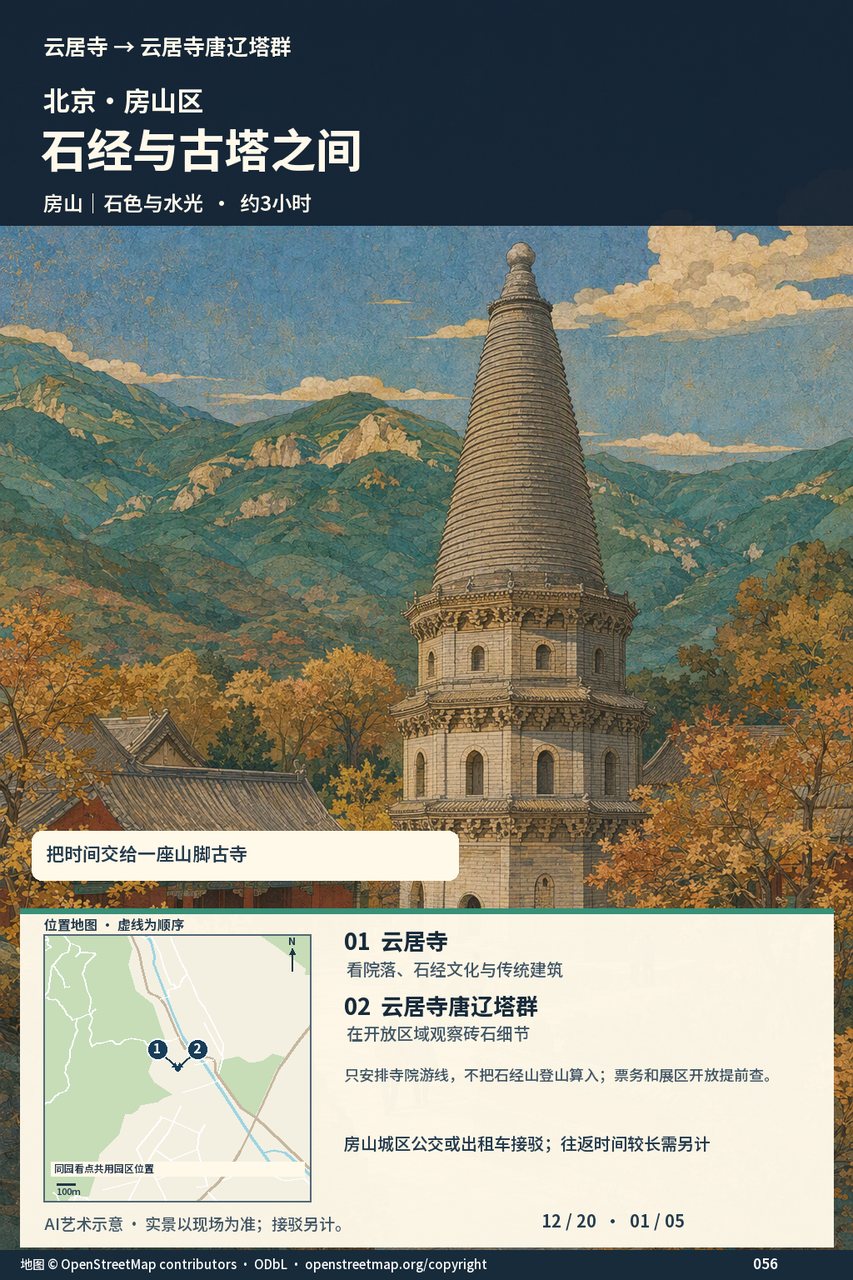 云居寺 → 云居寺唐辽塔群
北京·房山区
石经与古塔之间
房山｜石色与水光 · 约3小时
把时间交给一座山脚古寺
位置地图 · 虚线为顺序
N
1
2
同园看点共用园区位置
100m
01 云居寺
看院落、石经文化与传统建筑
02 云居寺唐辽塔群
在开放区域观察砖石细节
只安排寺院游线，不把石经山登山算入；票务和展区开放提前查。
房山城区公交或出租车接驳；往返时间较长需另计
AI艺术示意 · 实景以现场为准；接驳另计。
12 / 20 · 01 / 05
地图 © OpenStreetMap contributors · ODbL · openstreetmap.org/copyright
056